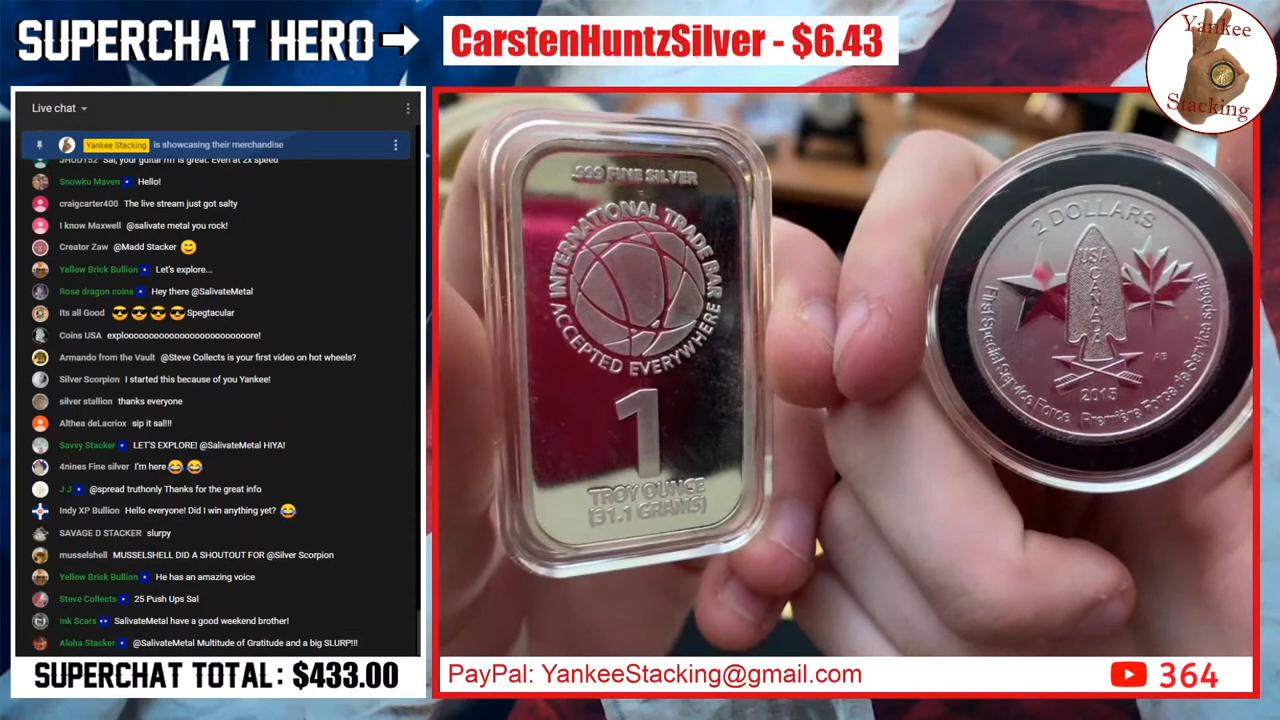 SUPERCHAT HERO
CarstenHuntzSilver - $6.43
Yankee
Stacking
Live chat
Yankee Stacking is showcasing their merchandise
Sal, your guitar riff is great. Even at 2x speed
Snowku Maven Hello!
craigcarter400 The live stream just got salty
I know Maxwell @salivate metal you rock!
Creator Zaw @Madd Stacker 😊
Yellow Brick Bullion Let's explore...
Rose dragon coins Hey there @SalivateMetal
Its all Good 😎 😎 😎 😎 Spegtacular
Coins USA exploooooooooooooooooooooore!
Armando from the Vault @Steve Collects is your first video on hot wheels?
Silver Scorpion I started this because of you Yankee!
silver stallion thanks everyone
Althea deLacriox sip it sal!!!
Savvy Stacker LET'S EXPLORE! @SalivateMetal HIYA!
4nines Fine silver I'm here 😂 😂
J J @spread truthonly Thanks for the great info
Indy XP Bullion Hello everyone! Did I win anything yet? 😂
SAVAGE D STACKER slurpy
musselshell MUSSELSHELL DID A SHOUTOUT FOR @Silver Scorpion
Yellow Brick Bullion He has an amazing voice
Steve Collects 25 Push Ups Sal
Ink Scars SalivateMetal have a good weekend brother!
Aloha Stacker @SalivateMetal Multitude of Gratitude and a big SLURP!!!
SUPERCHAT TOTAL: $433.00
.999 FINE SILVER
INTERNATIONAL TRADE BAR
ACCEPTED EVERYWHERE
1
TROY OUNCE
(31.1 GRAMS)
2 DOLLARS
USA
CANADA
First Special Service Force
Première Force de Service spécial
AB
2015
PayPal: YankeeStacking@gmail.com
364